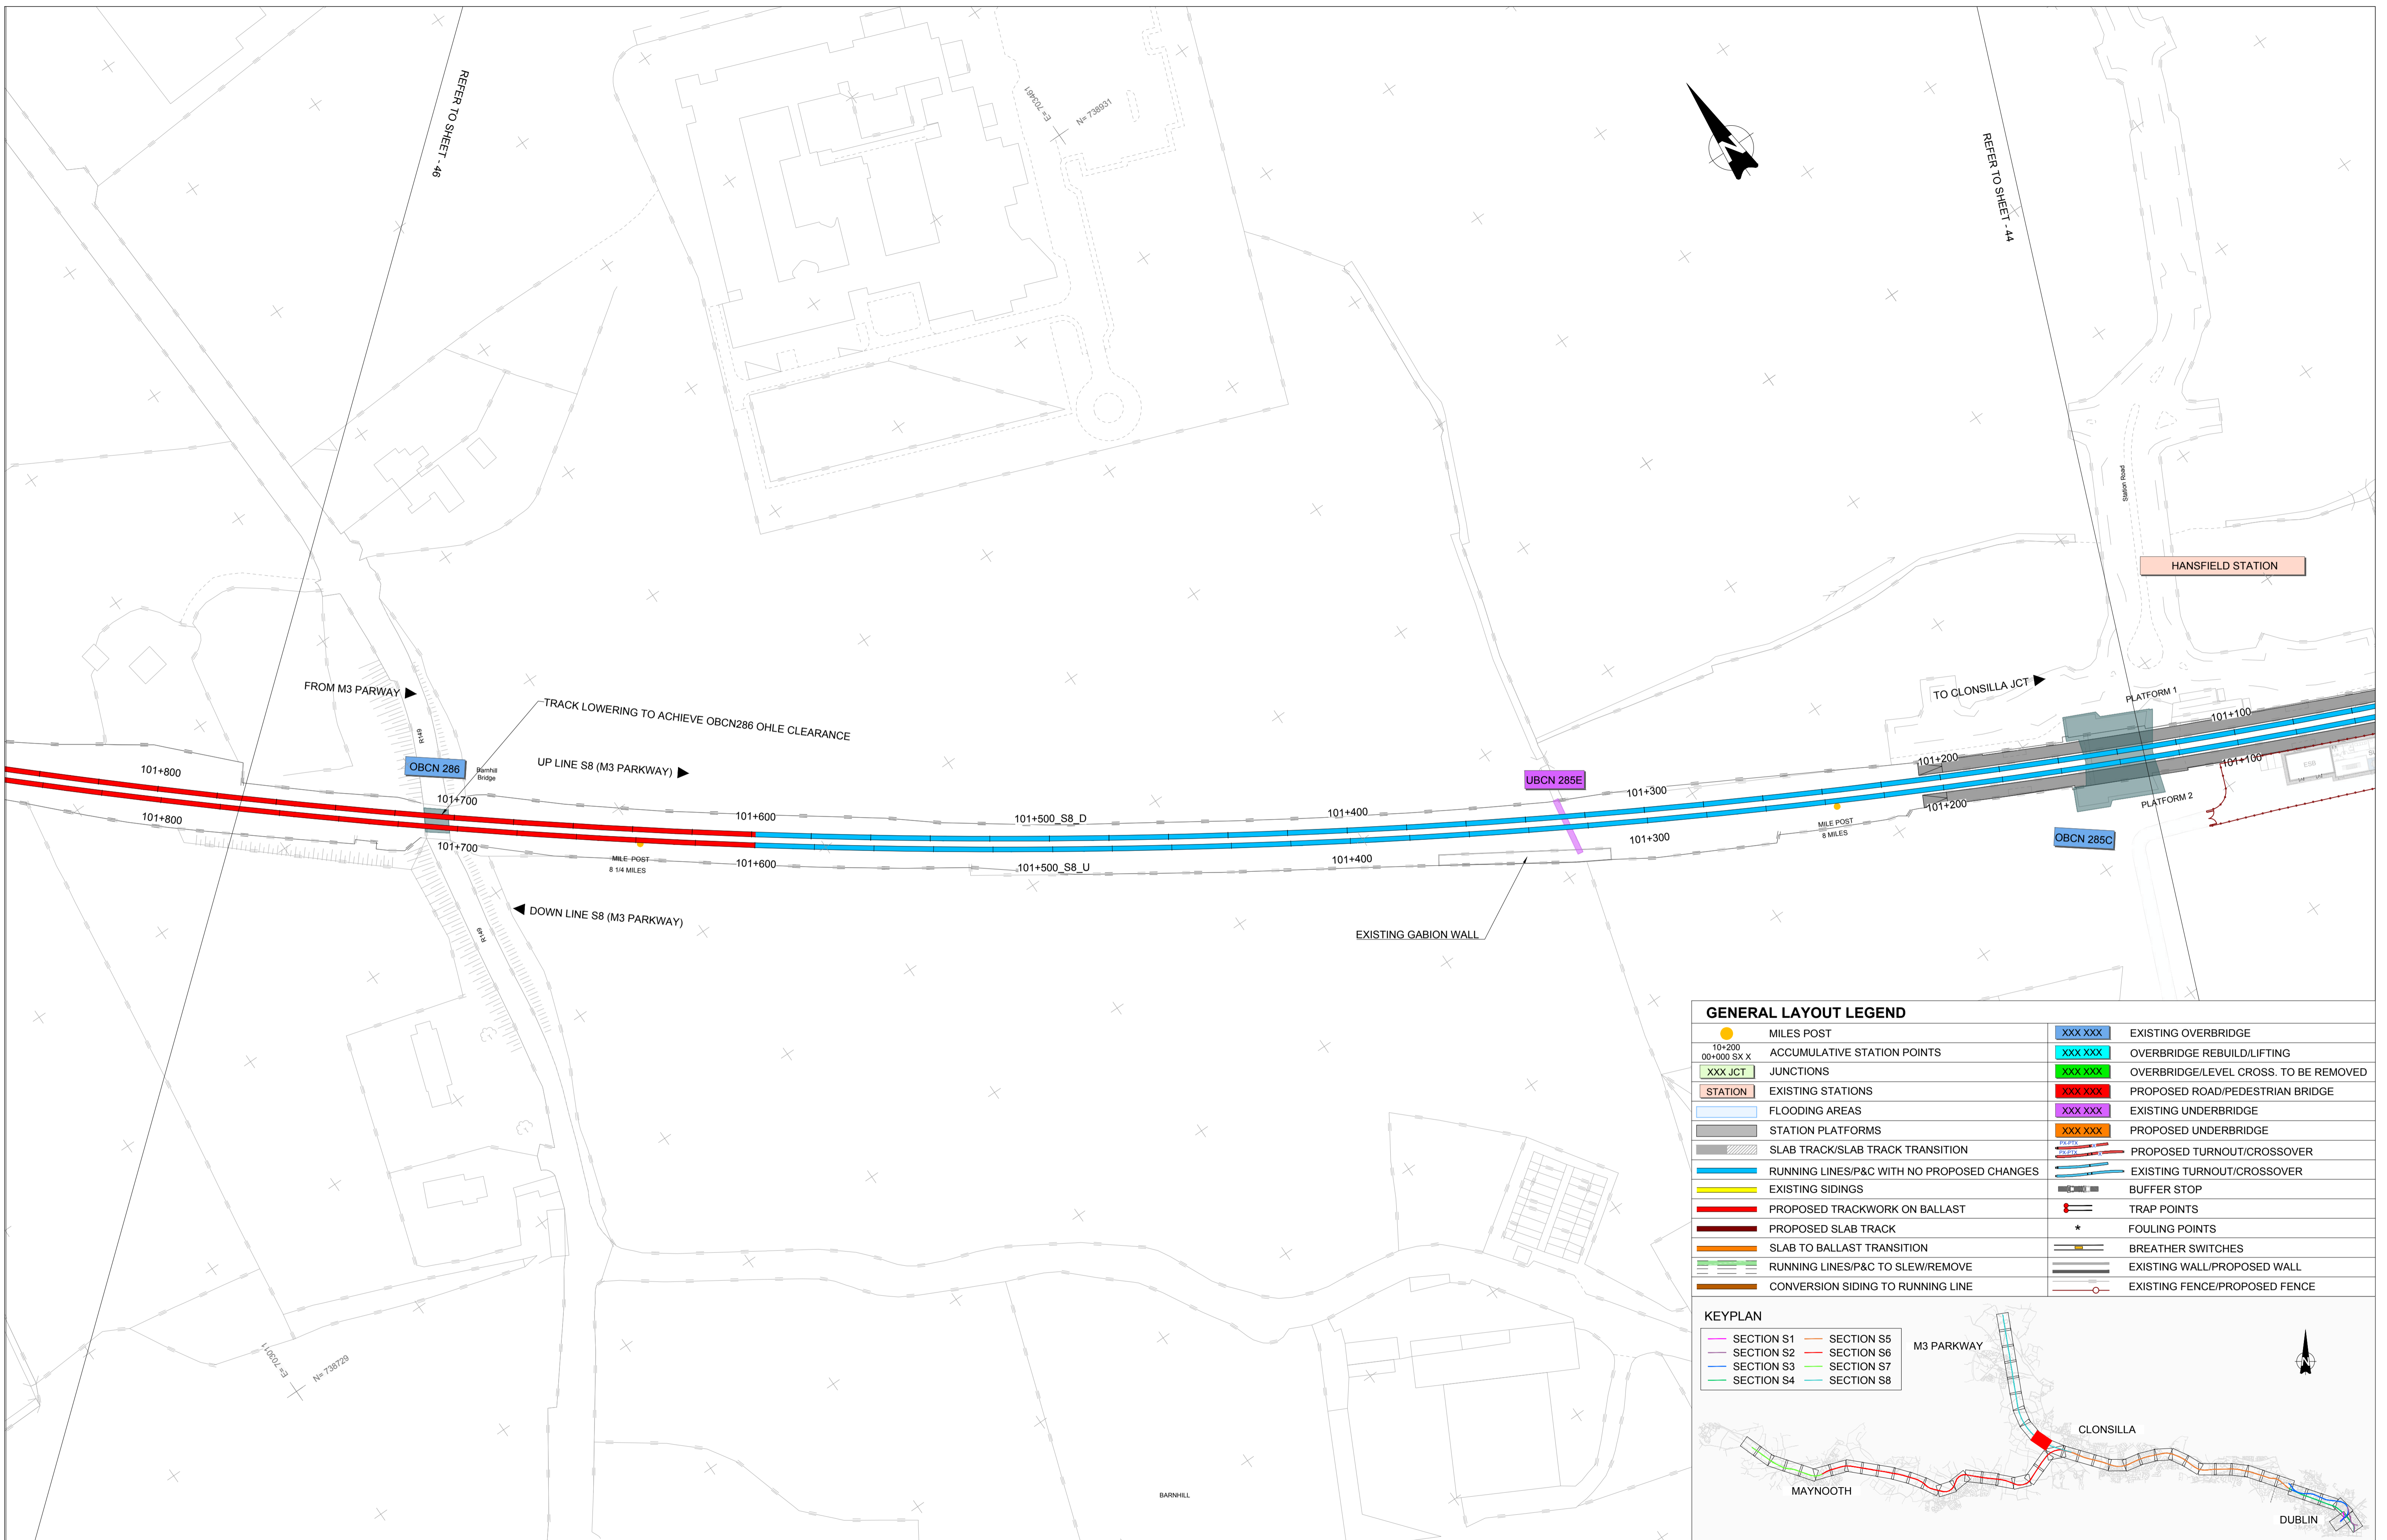 REFER TO SHEET - 46
E= 703461
N= 738931
REFER TO SHEET - 44
Station Road
HANSFIELD STATION
FROM M3 PARWAY
TRACK LOWERING TO ACHIEVE OBCN286 OHLE CLEARANCE
TO CLONSILLA JCT
PLATFORM 1
101+100
R149
OBCN 286
Barnhill
Bridge
UP LINE S8 (M3 PARKWAY)
UBCN 285E
101+200
101+100
ESB
101+800
101+700
101+600
101+500_S8_D
101+400
101+300
101+200
PLATFORM 2
101+800
101+700
MILE POST
8 1/4 MILES
101+600
101+500_S8_U
101+400
101+300
MILE POST
8 MILES
OBCN 285C
DOWN LINE S8 (M3 PARKWAY)
R149
EXISTING GABION WALL
E= 703011
N= 738729
BARNHILL
GENERAL LAYOUT LEGEND
MILES POST
10+200
00+000 SX X
ACCUMULATIVE STATION POINTS
XXX JCT
JUNCTIONS
STATION
EXISTING STATIONS
FLOODING AREAS
STATION PLATFORMS
SLAB TRACK/SLAB TRACK TRANSITION
RUNNING LINES/P&C WITH NO PROPOSED CHANGES
EXISTING SIDINGS
PROPOSED TRACKWORK ON BALLAST
PROPOSED SLAB TRACK
SLAB TO BALLAST TRANSITION
RUNNING LINES/P&C TO SLEW/REMOVE
CONVERSION SIDING TO RUNNING LINE
XXX XXX
EXISTING OVERBRIDGE
XXX XXX
OVERBRIDGE REBUILD/LIFTING
XXX XXX
OVERBRIDGE/LEVEL CROSS. TO BE REMOVED
XXX XXX
PROPOSED ROAD/PEDESTRIAN BRIDGE
XXX XXX
EXISTING UNDERBRIDGE
XXX XXX
PROPOSED UNDERBRIDGE
PX-PTX
PX-PTX
PROPOSED TURNOUT/CROSSOVER
EXISTING TURNOUT/CROSSOVER
BUFFER STOP
TRAP POINTS
*
FOULING POINTS
BREATHER SWITCHES
EXISTING WALL/PROPOSED WALL
EXISTING FENCE/PROPOSED FENCE
KEYPLAN
SECTION S1
SECTION S2
SECTION S3
SECTION S4
SECTION S5
SECTION S6
SECTION S7
SECTION S8
M3 PARKWAY
N
CLONSILLA
MAYNOOTH
DUBLIN